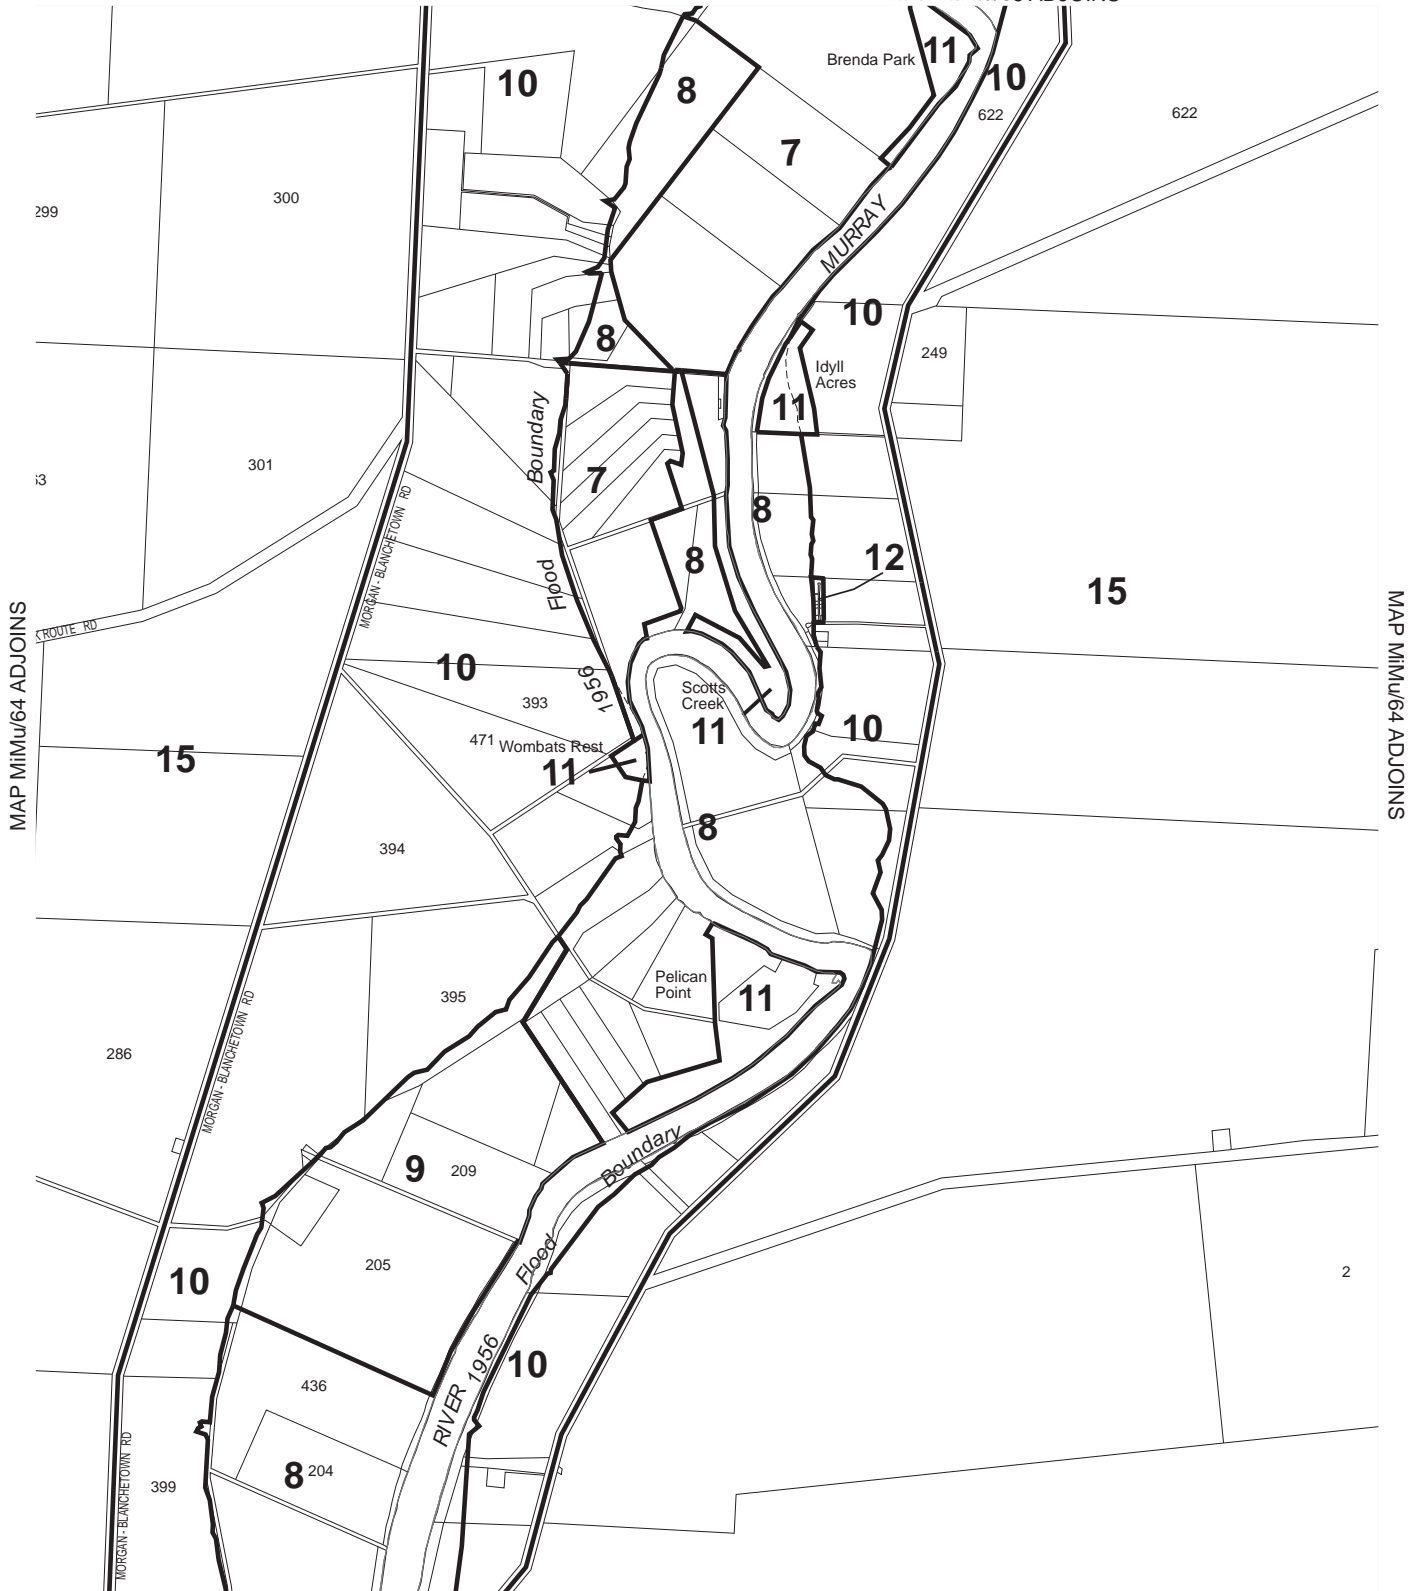 11
Brenda Park
10
8
10
622
622
7
300
299
MURRAY
10
8
Idyll
Acres
249
11
Boundary
301
7
8
MORGAN - BLANCHETOWN RD
8
12
Flood
15
ROUTE RD
MAP MiMu/64 ADJOINS
MAP MiMu/64 ADJOINS
10
1956
393
Scotts
Creek
11
10
471
Wombats Rest
11
15
8
394
Pelican
Point
11
395
286
MORGAN - BLANCHETOWN RD
Boundary
9
209
Flood
205
10
2
1956
10
RIVER
436
8
204
399
MORGAN - BLANCHETOWN RD